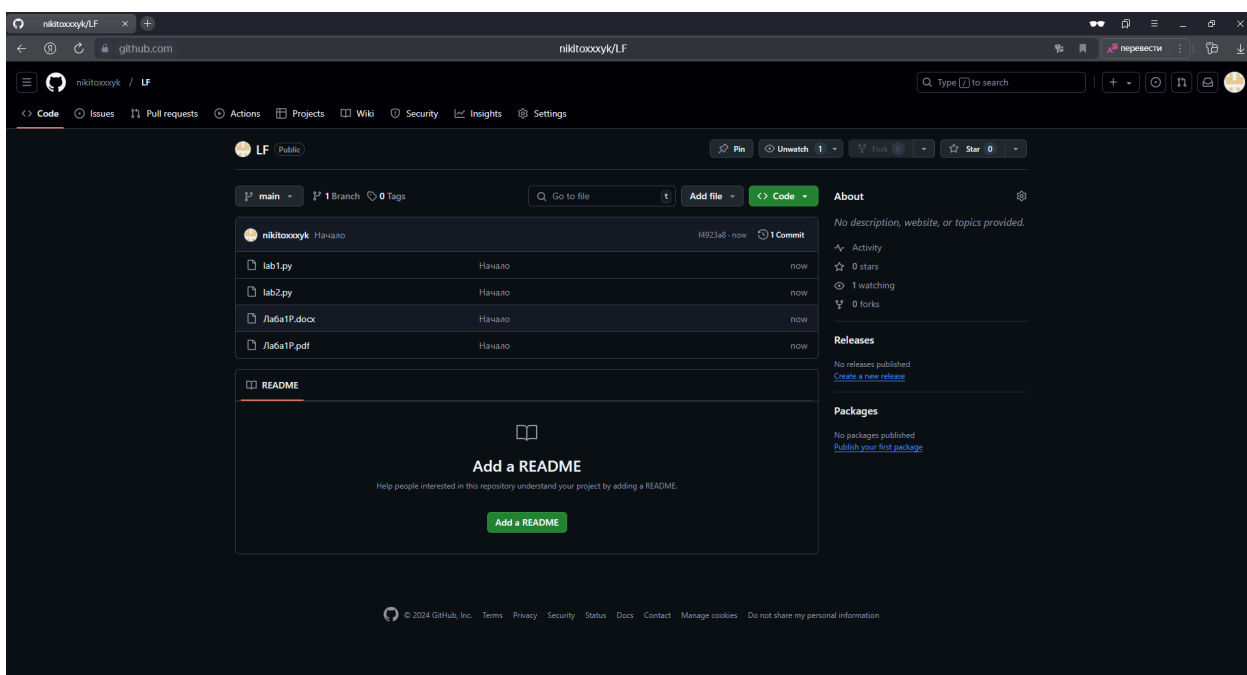 nikitoxxxyk/LF
github.com nikitoxxxyk/LF перевести
nikitoxxxyk / LF Type / to search
Code Issues Pull requests Actions Projects Wiki Security Insights Settings
LF Public Pin Unwatch 1 Fork 0 Star 0
main 1 Branch 0 Tags Go to file t Add file Code
nikitoxxxyk Начало f4923a8 · now 1 Commit
lab1.py Начало now
lab2.py Начало now
Лаба1Р.docx Начало now
Лаба1Р.pdf Начало now
README
Add a README
Help people interested in this repository understand your project by adding a README.
Add a README
About
No description, website, or topics provided.
Activity
0 stars
1 watching
0 forks
Releases
No releases published
Create a new release
Packages
No packages published
Publish your first package
© 2024 GitHub, Inc. Terms Privacy Security Status Docs Contact Manage cookies Do not share my personal information